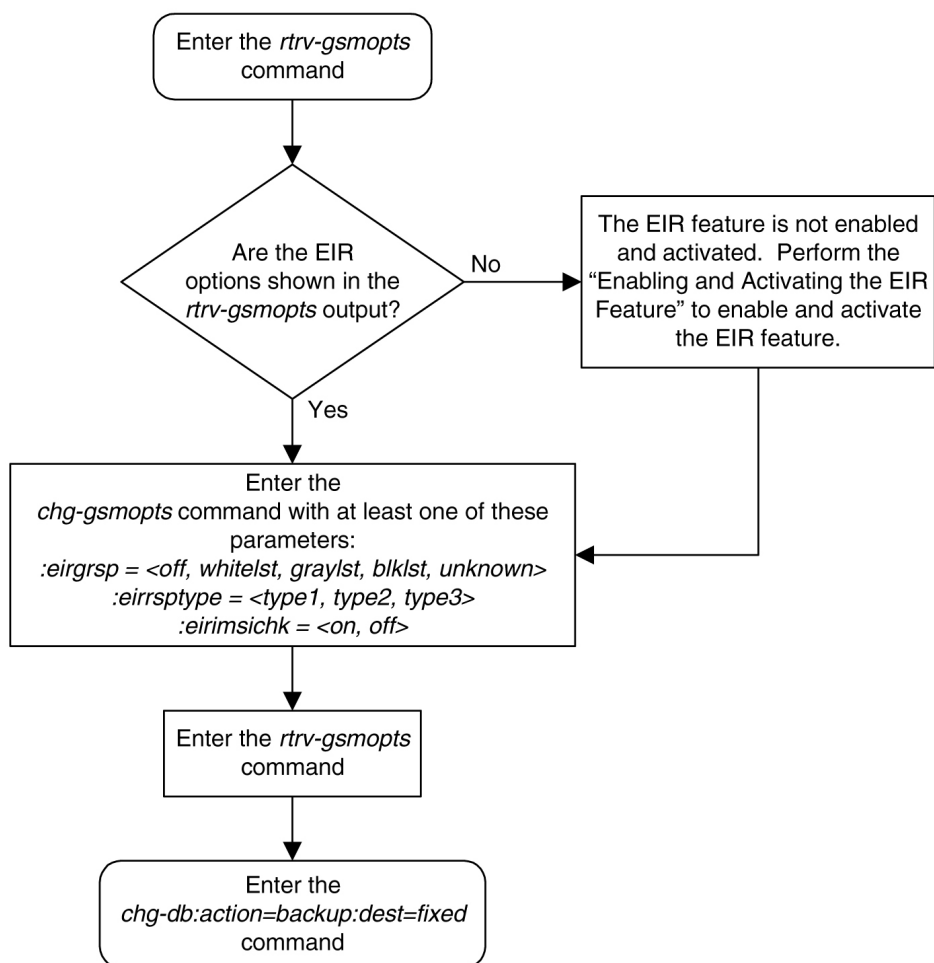 Enter the rtrv-gsmopts
command
Are the EIR
options shown in the
rtrv-gsmopts output?
No
The EIR feature is not enabled
and activated.  Perform the
“Enabling and Activating the EIR
Feature” to enable and activate
the EIR feature.
Yes
Enter the
chg-gsmopts command with at least one of these
parameters:
:eirgrsp = <off, whitelst, graylst, blklst, unknown>
:eirrsptype = <type1, type2, type3>
:eirimsichk = <on, off>
Enter the rtrv-gsmopts
command
Enter the
chg-db:action=backup:dest=fixed
command